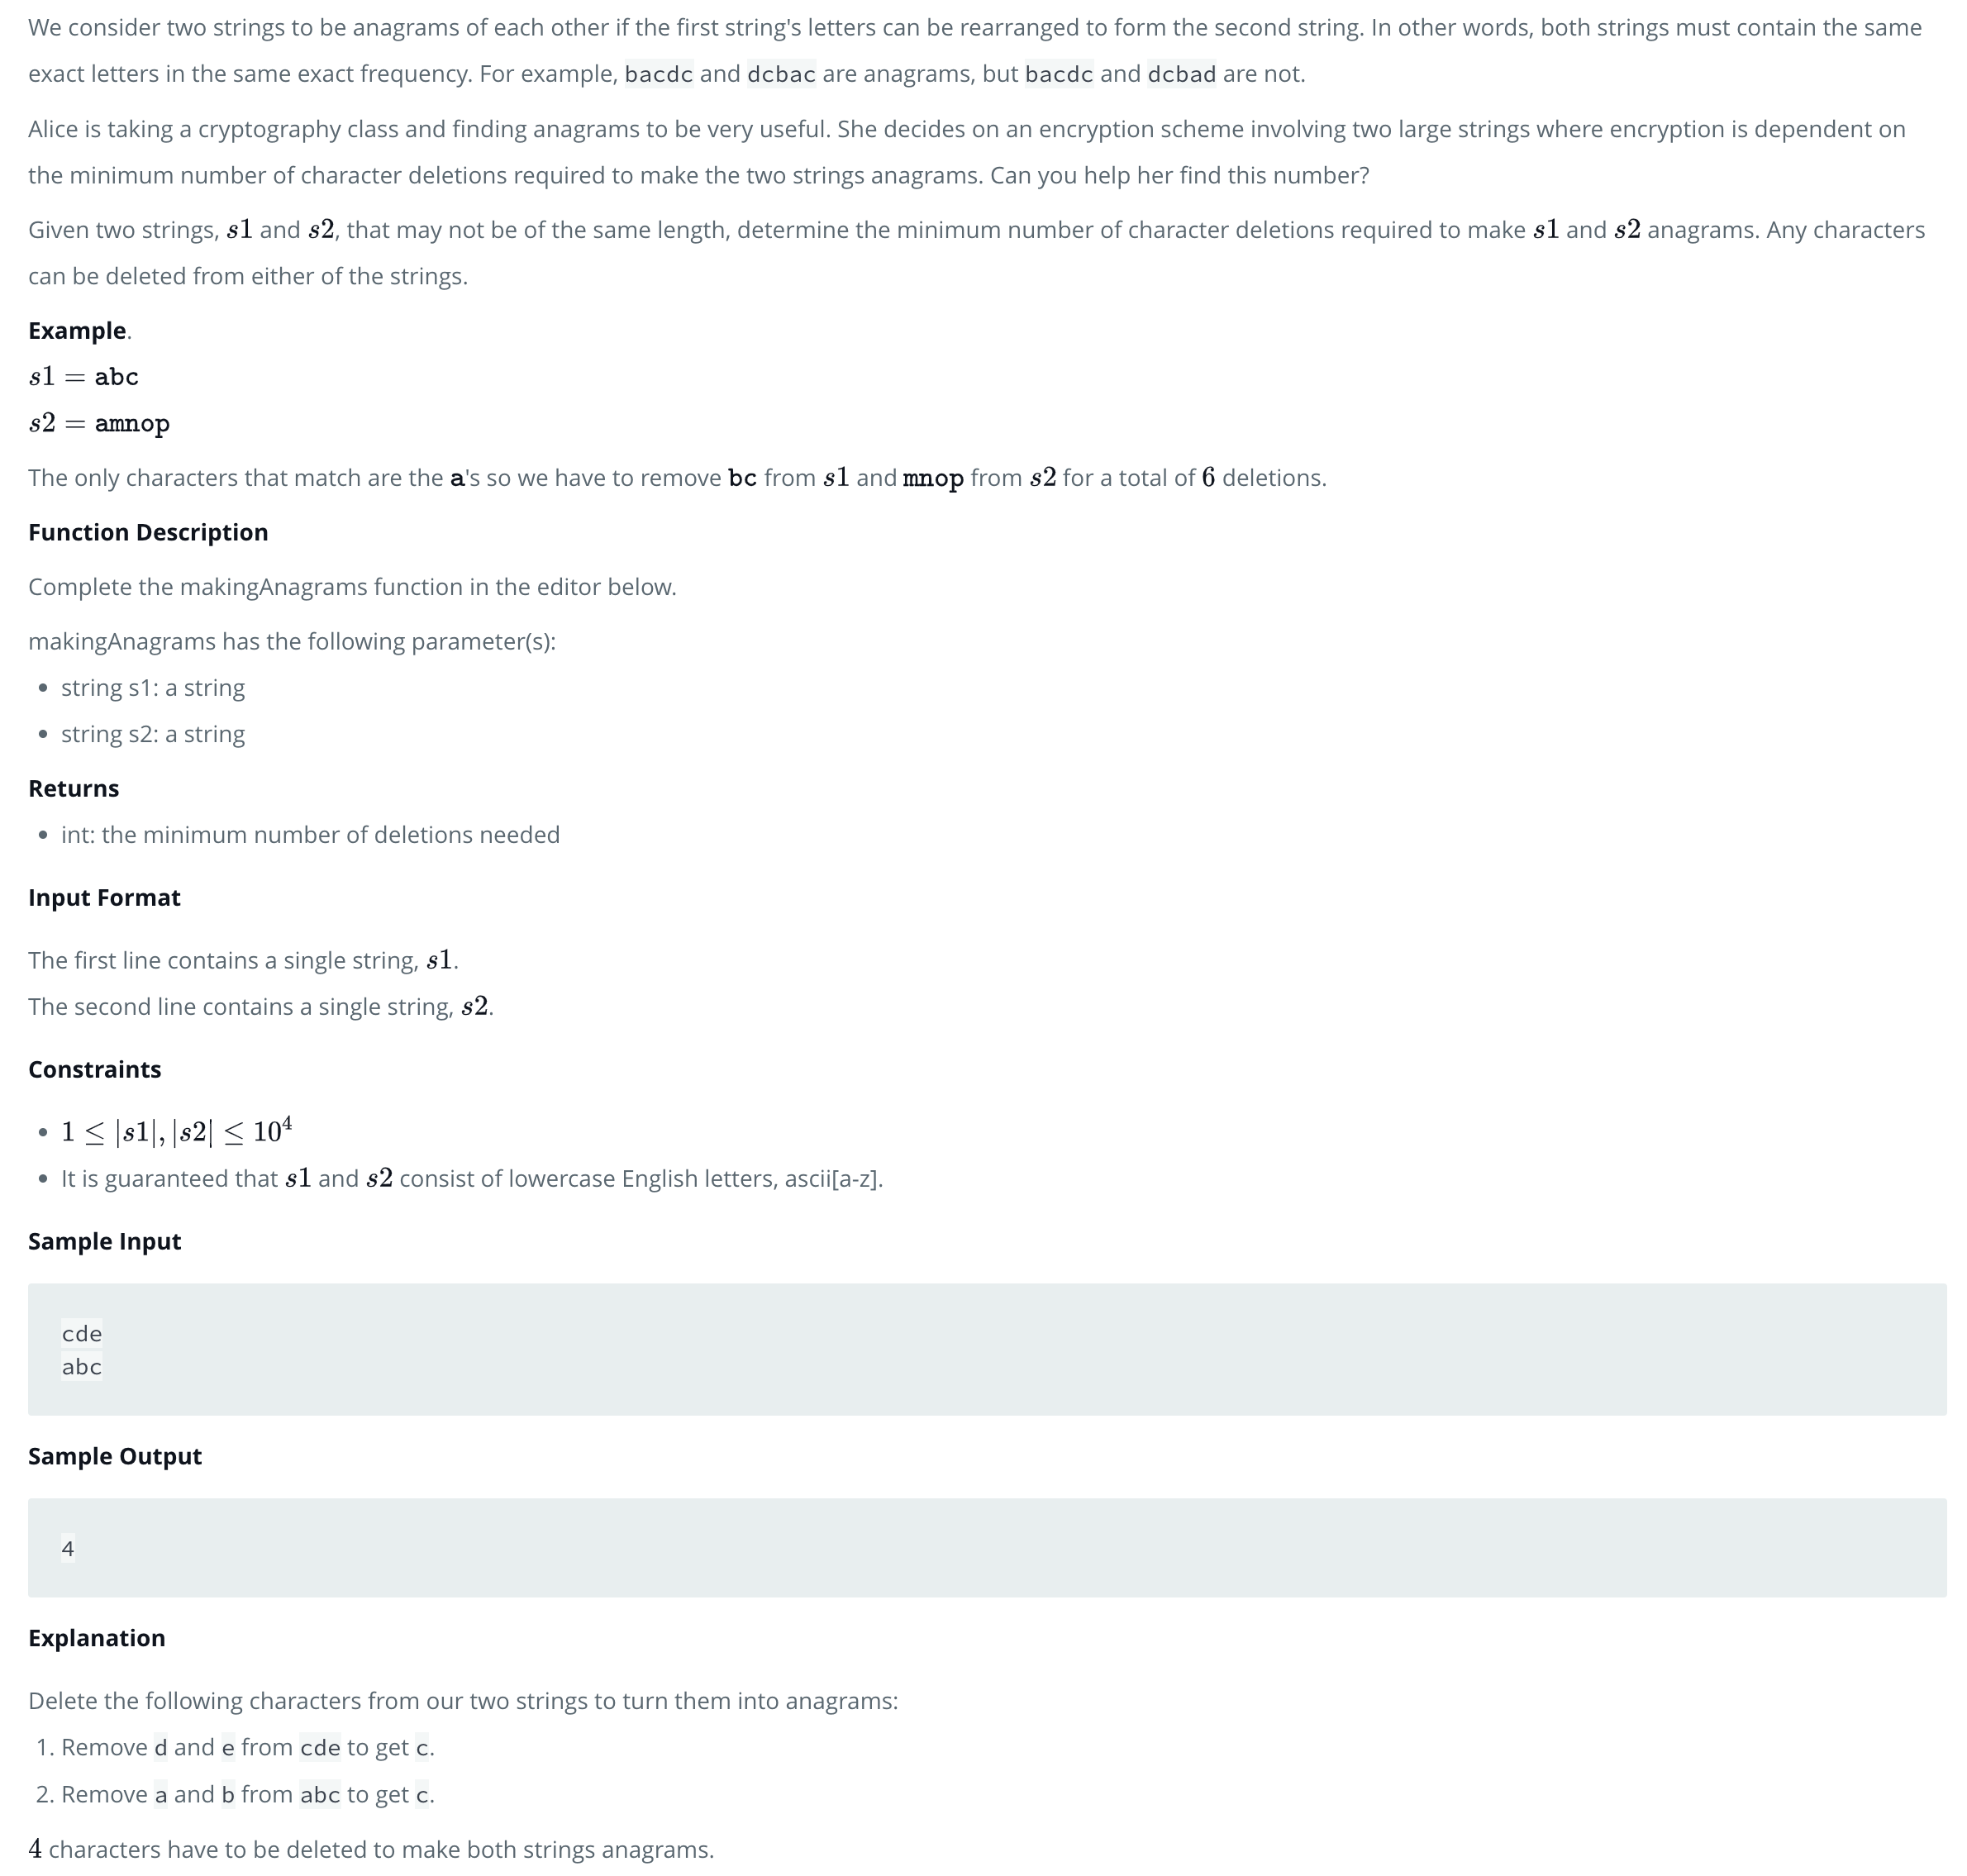 We consider two strings to be anagrams of each other if the first string's letters can be rearranged to form the second string. In other words, both strings must contain the same
exact letters in the same exact frequency. For example, bacdc and dcbac are anagrams, but bacdc and dcbad are not.
Alice is taking a cryptography class and finding anagrams to be very useful. She decides on an encryption scheme involving two large strings where encryption is dependent on
the minimum number of character deletions required to make the two strings anagrams. Can you help her find this number?
Given two strings, s1 and s2, that may not be of the same length, determine the minimum number of character deletions required to make s1 and s2 anagrams. Any characters
can be deleted from either of the strings.
Example.
s1 = abc
s2 = amnop
The only characters that match are the a's so we have to remove bc from s1 and mnop from s2 for a total of 6 deletions.
Function Description
Complete the makingAnagrams function in the editor below.
makingAnagrams has the following parameter(s):
• string s1: a string
• string s2: a string
Returns
• int: the minimum number of deletions needed
Input Format
The first line contains a single string, s1.
The second line contains a single string, s2.
Constraints
• 1 ≤ |s1|, |s2| ≤ 10⁴
• It is guaranteed that s1 and s2 consist of lowercase English letters, ascii[a-z].
Sample Input
cde
abc
Sample Output
4
Explanation
Delete the following characters from our two strings to turn them into anagrams:
1. Remove d and e from cde to get c.
2. Remove a and b from abc to get c.
4 characters have to be deleted to make both strings anagrams.